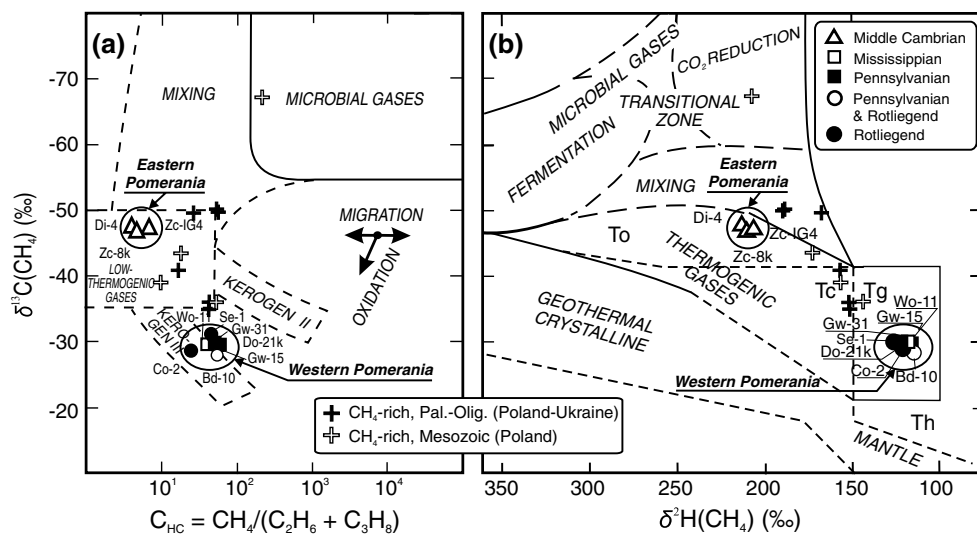 (a)
MIXING
MICROBIAL GASES
Eastern
Pomerania
Di-4
Zc-IG4
Zc-8k
LOW-
THERMOGENIC
GASES
MIGRATION
OXIDATION
KEROGEN II
KERO
GEN III
Wo-11
Se-1
Gw-31
Do-21k
Gw-15
Co-2
Bd-10
Western Pomerania
-70
-60
-50
-40
-30
-20
δ¹³C(CH₄) (‰)
10¹
10²
10³
10⁴
C_HC = CH₄/(C₂H₆ + C₃H₈)
CH₄-rich, Pal.-Olig. (Poland-Ukraine)
CH₄-rich, Mesozoic (Poland)
(b)
MICROBIAL GASES
CO₂ REDUCTION
TRANSITIONAL
ZONE
FERMENTATION
MIXING
Eastern
Pomerania
Di-4
Zc-IG4
Zc-8k
To
THERMOGENIC
GASES
GEOTHERMAL
CRYSTALLINE
Tc
Tg
Wo-11
Gw-15
Gw-31
Se-1
Do-21k
Co-2
Bd-10
Western Pomerania
Th
MANTLE
Middle Cambrian
Mississippian
Pennsylvanian
Pennsylvanian
& Rotliegend
Rotliegend
350
300
250
200
150
100
δ²H(CH₄) (‰)